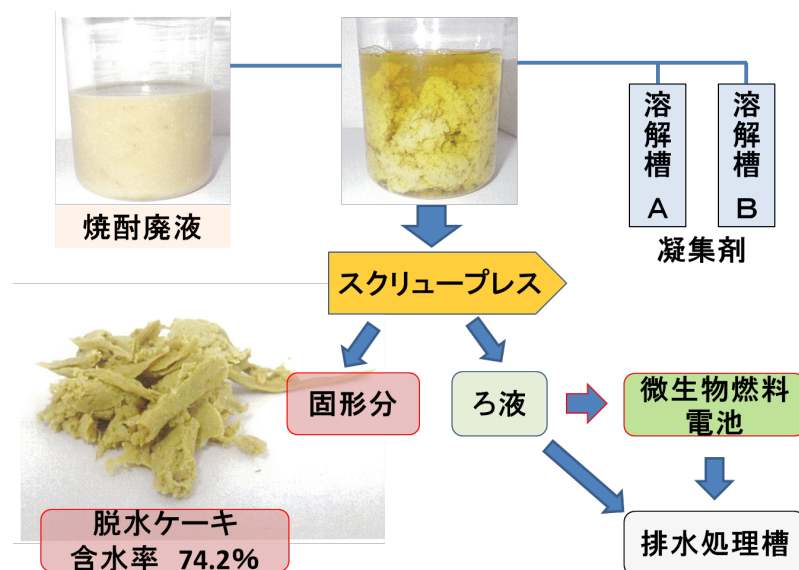 焼酎廃液
溶解槽 A
溶解槽 B
凝集剤
スクリュープレス
固形分
ろ液
微生物燃料
電池
脱水ケーキ
含水率 74.2%
排水処理槽